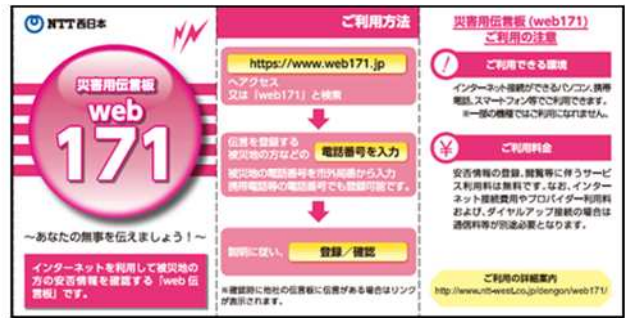 NTT西日本
災害用伝言板
web
171
～あなたの無事を伝えましょう!～
インターネットを利用して被災地の
方の安否情報を確認する「web伝
言板」です。
ご利用方法
https://www.web171.jp
へアクセス
又は「web171」と検索
伝言を登録する
被災地の方などの 電話番号を入力
被災地の電話番号を市外局番から入力
携帯電話等の電話番号でも登録可能です。
説明に従い、 登録／確認
※確認時に他社の伝言板に伝言がある場合はリンク
が表示されます。
災害用伝言板(web171)
ご利用の注意
ご利用できる環境
インターネット接続ができるパソコン、携帯
電話、スマートフォン等でご利用できます。
※一部の機種ではご利用になれません。
ご利用料金
安否情報の登録、閲覧等に伴うサービ
ス利用料は無料です。なお、インター
ネット接続費用やプロバイダー利用料
および、ダイヤルアップ接続の場合は
通信料等が別途必要となります。
ご利用の詳細案内
http://www.ntt-west.co.jp/dengon/web171/